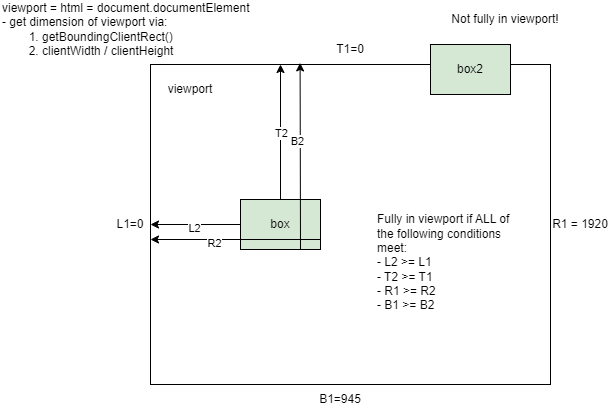 viewport = html = document.documentElement
- get dimension of viewport via:
1. getBoundingClientRect()
2. clientWidth / clientHeight
Not fully in viewport!
T1=0
box2
viewport
T2
B2
L1=0
L2
R2
box
Fully in viewport if ALL of
the following conditions
meet:
- L2 >= L1
- T2 >= T1
- R1 >= R2
- B1 >= B2
R1 = 1920
B1=945